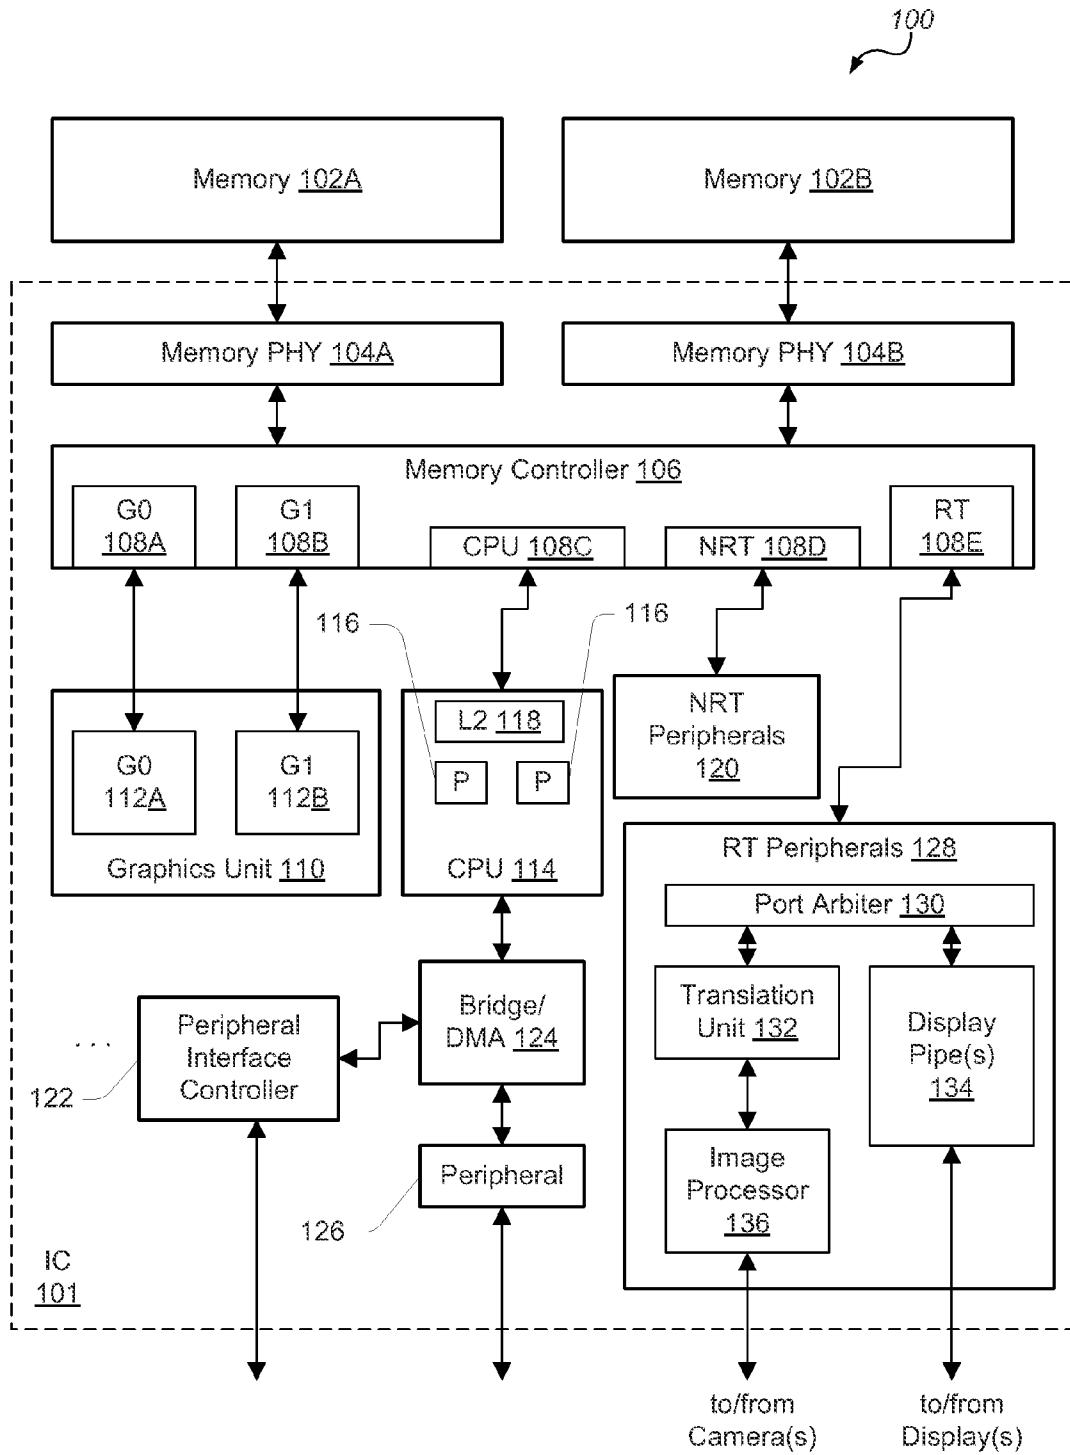 100
Memory 102A
Memory 102B
Memory PHY 104A
Memory PHY 104B
Memory Controller 106
G0
108A
G1
108B
CPU 108C
NRT 108D
RT
108E
116
116
L2 118
P
P
CPU 114
G0
112A
G1
112B
Graphics Unit 110
NRT
Peripherals
120
RT Peripherals 128
Port Arbiter 130
Translation
Unit 132
Display
Pipe(s)
134
Image
Processor
136
Bridge/
DMA 124
Peripheral
Interface
Controller
. . .
122
Peripheral
126
IC
101
to/from
Camera(s)
to/from
Display(s)